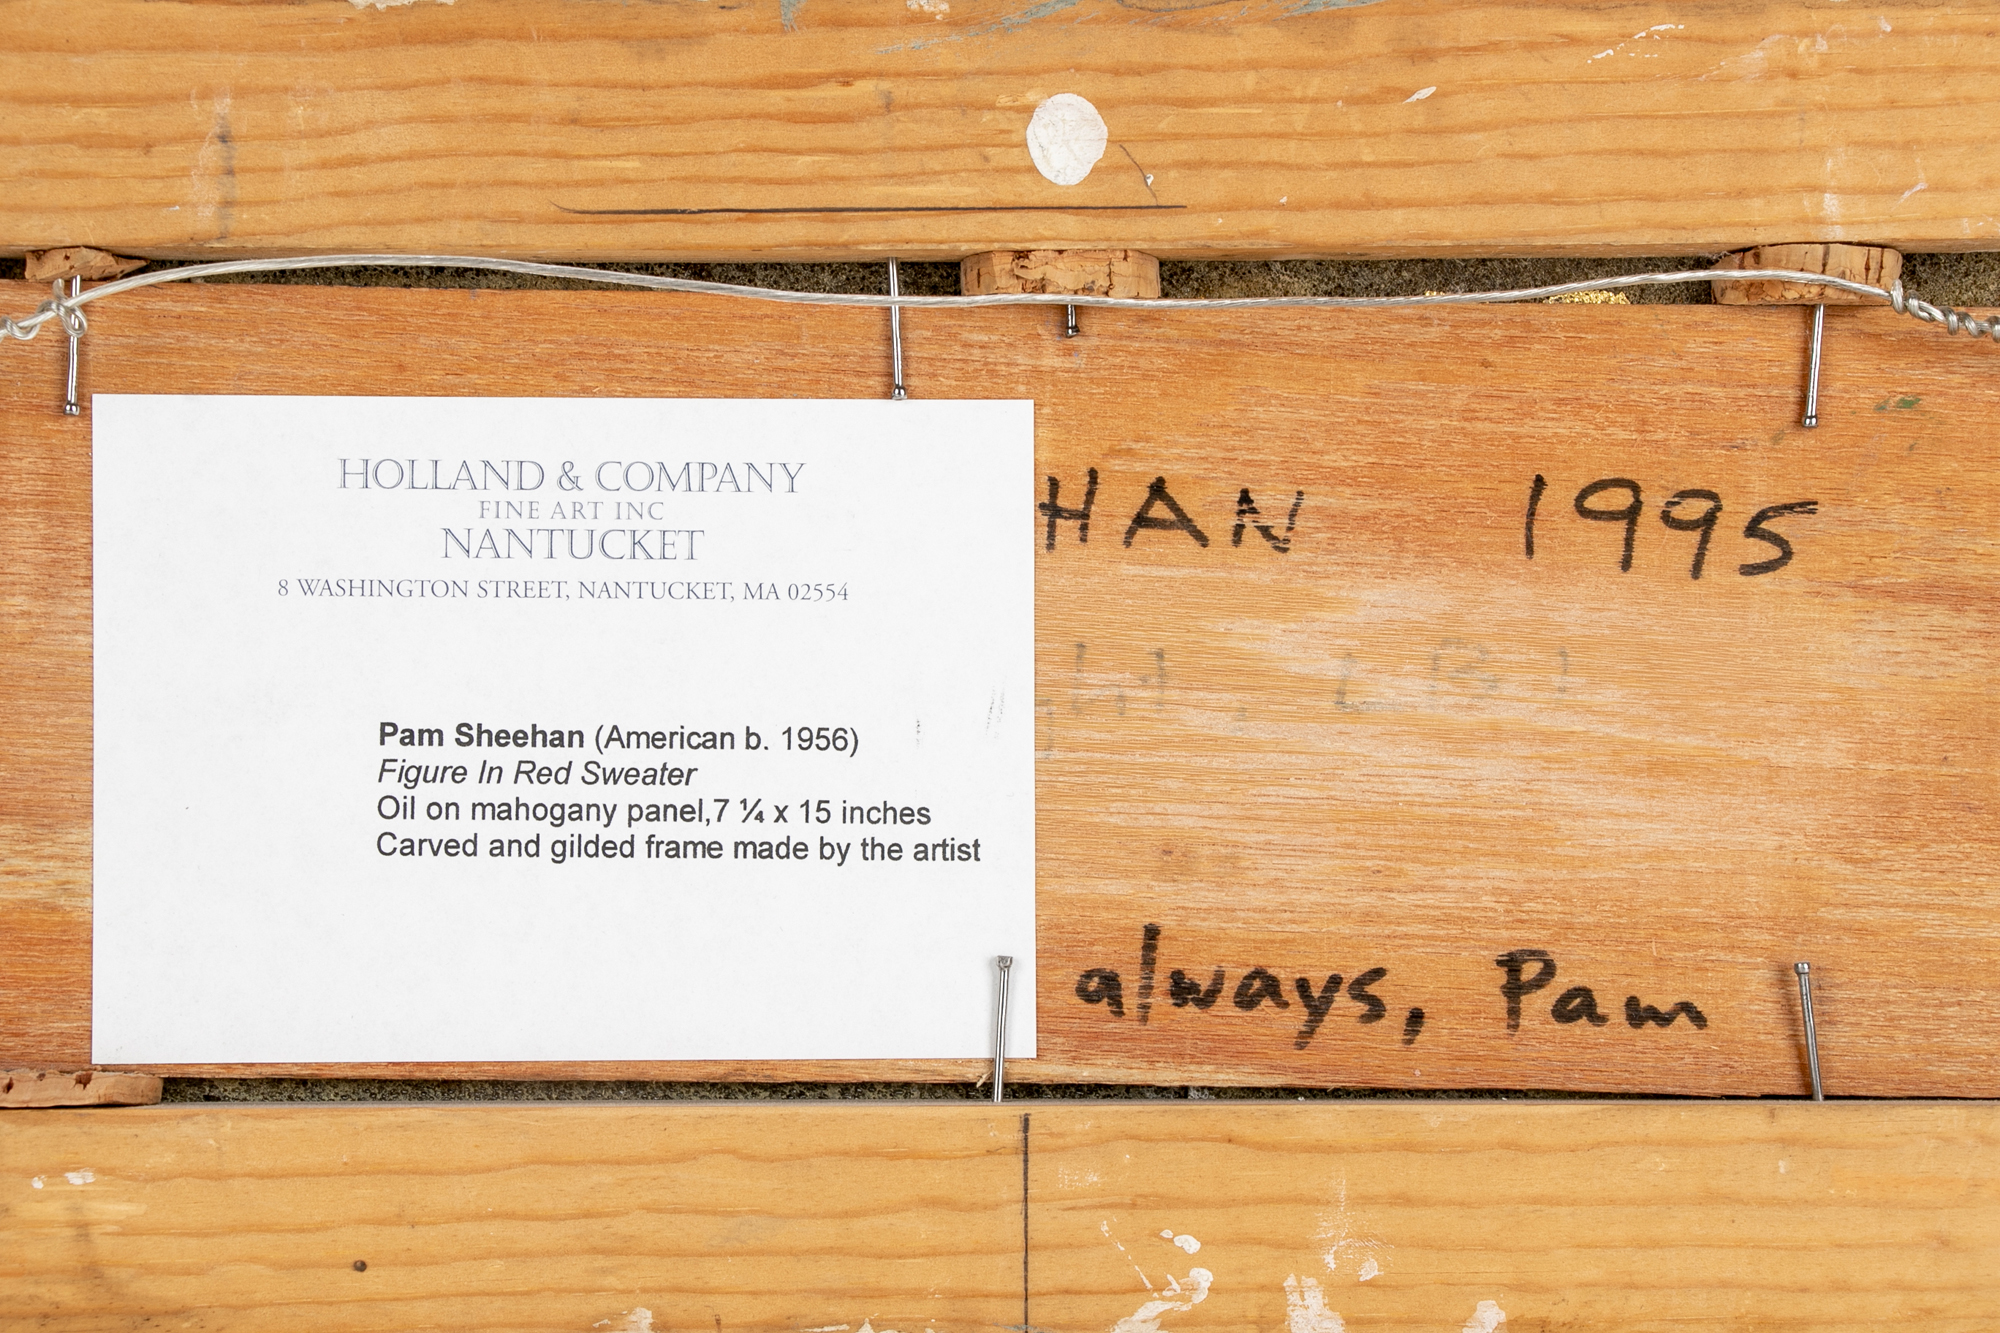 HOLLAND & COMPANY
FINE ART INC
NANTUCKET
8 WASHINGTON STREET, NANTUCKET, MA 02554
Pam Sheehan (American b. 1956)
Figure In Red Sweater
Oil on mahogany panel,7 ¼ x 15 inches
Carved and gilded frame made by the artist
HAN 1995
always, Pam